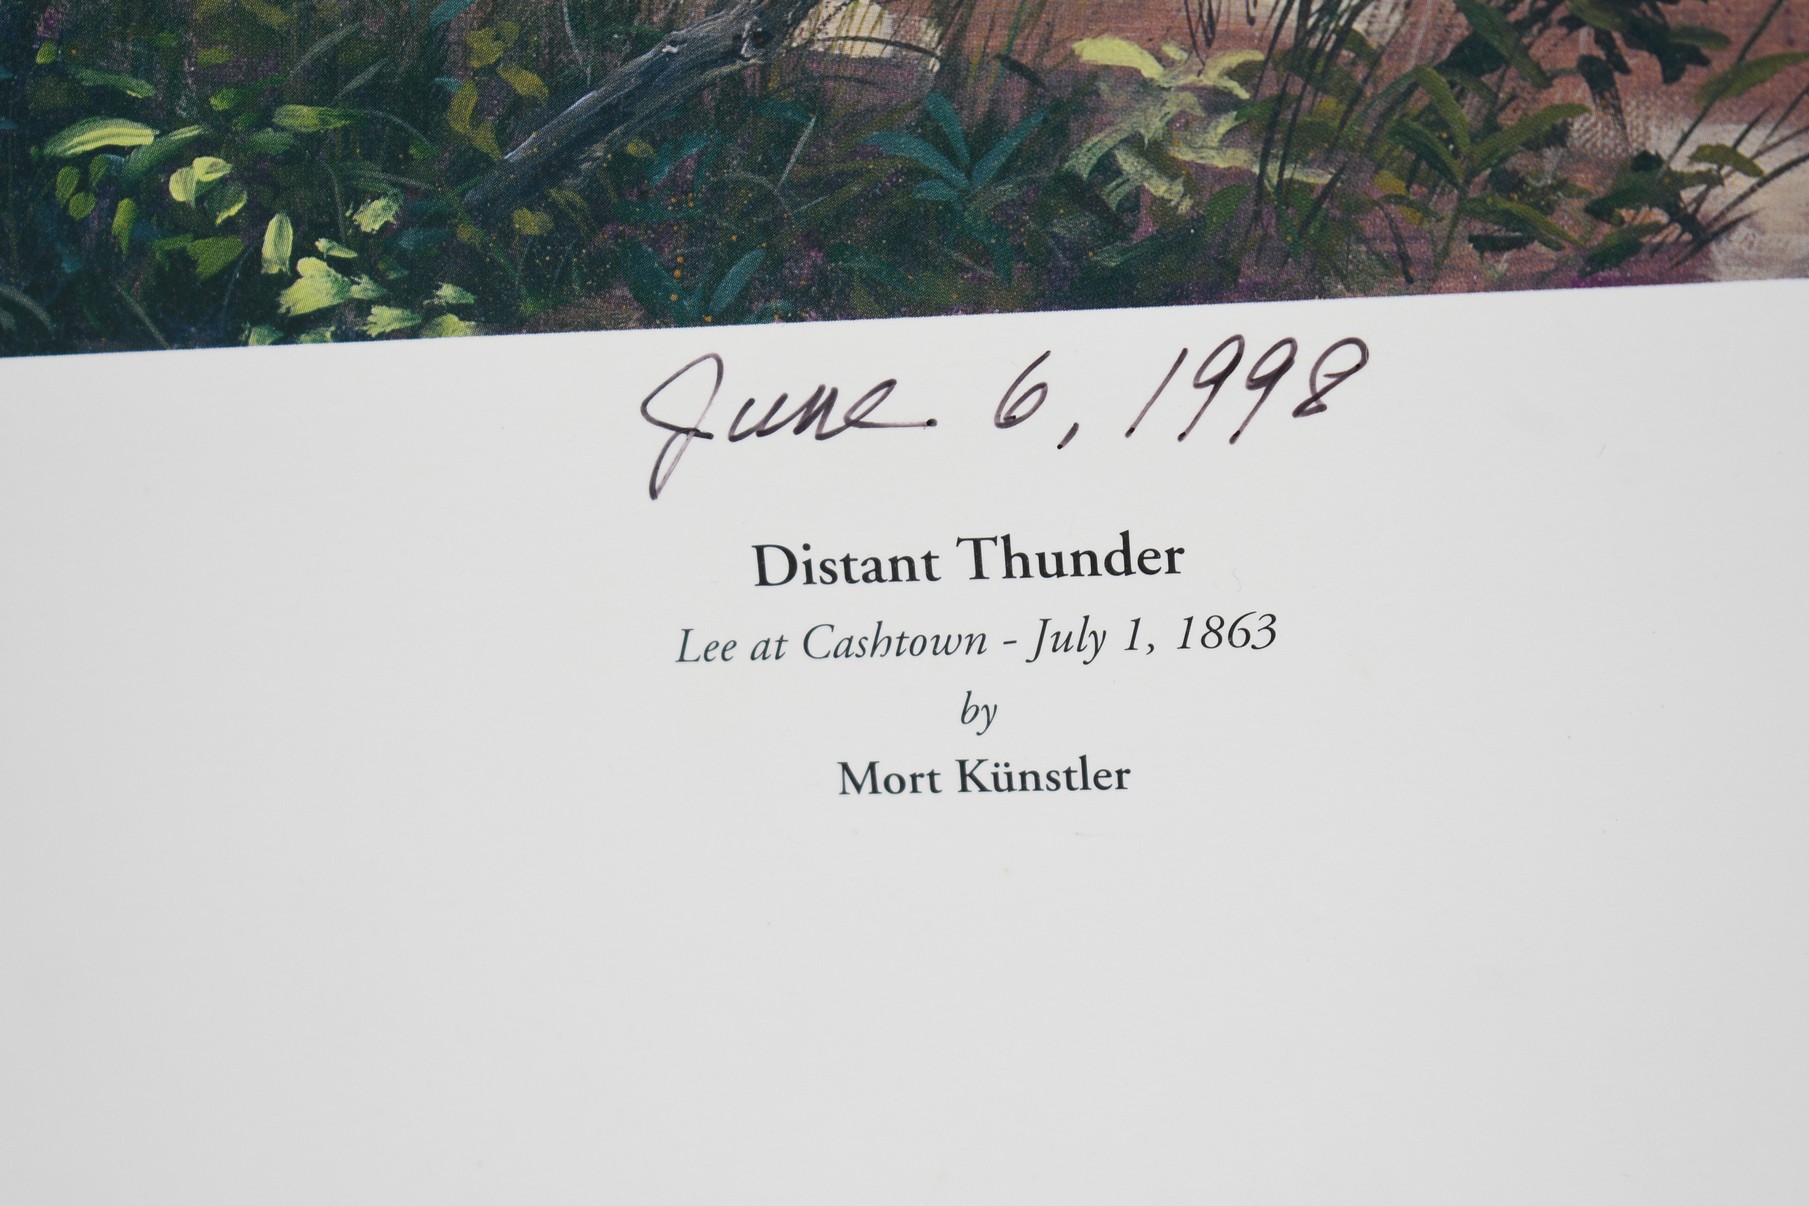 June 6, 1998
Distant Thunder
Lee at Cashtown - July 1, 1863
by
Mort Künstler